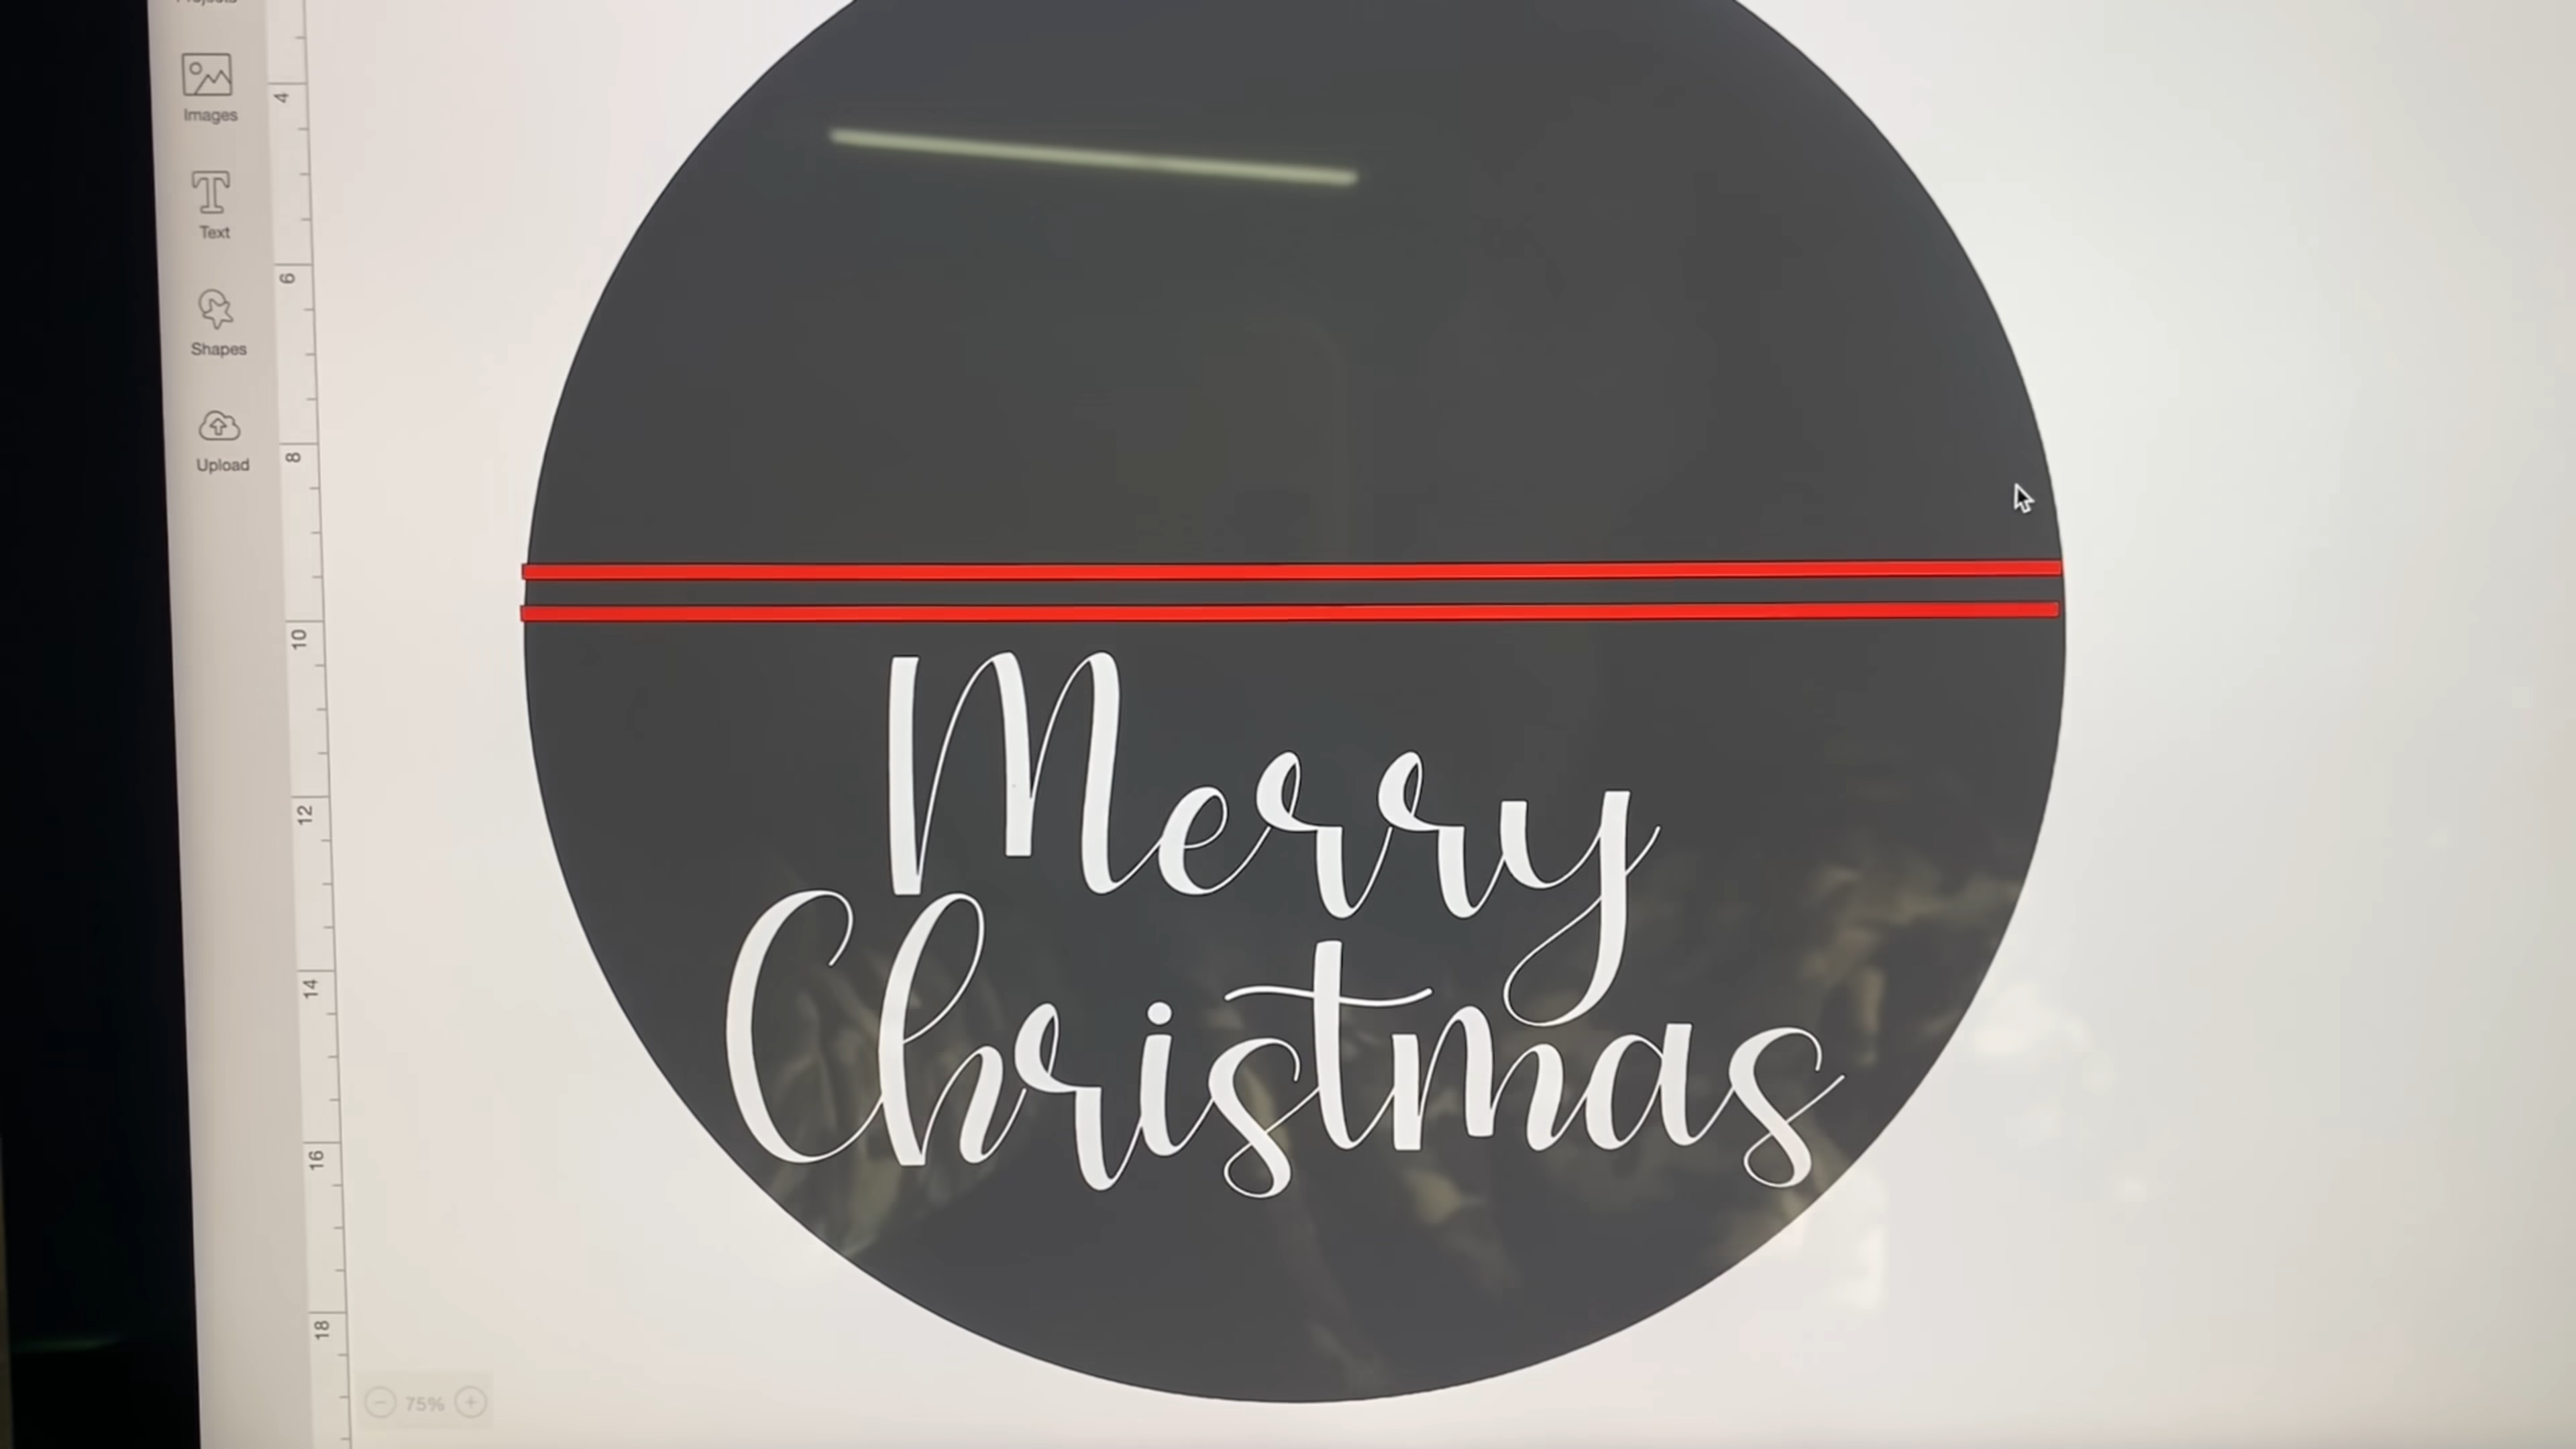 Projects
Images
4
Text
6
Shapes
8
Upload
10
12
14
16
18
Merry
Christmas
75%